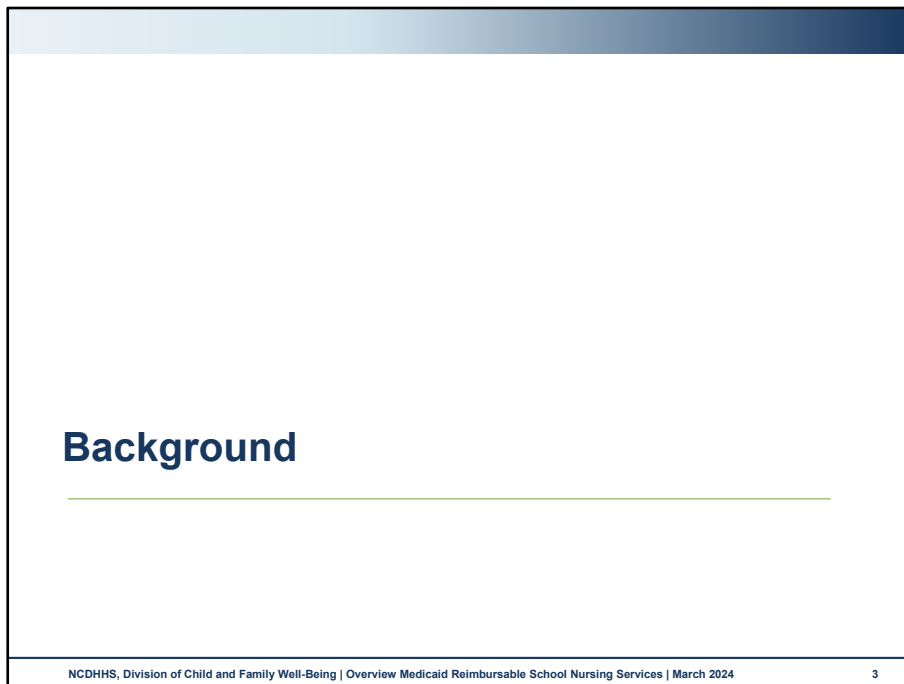 Background
NCDHHS, Division of Child and Family Well-Being | Overview Medicaid Reimbursable School Nursing Services | March 2024 3